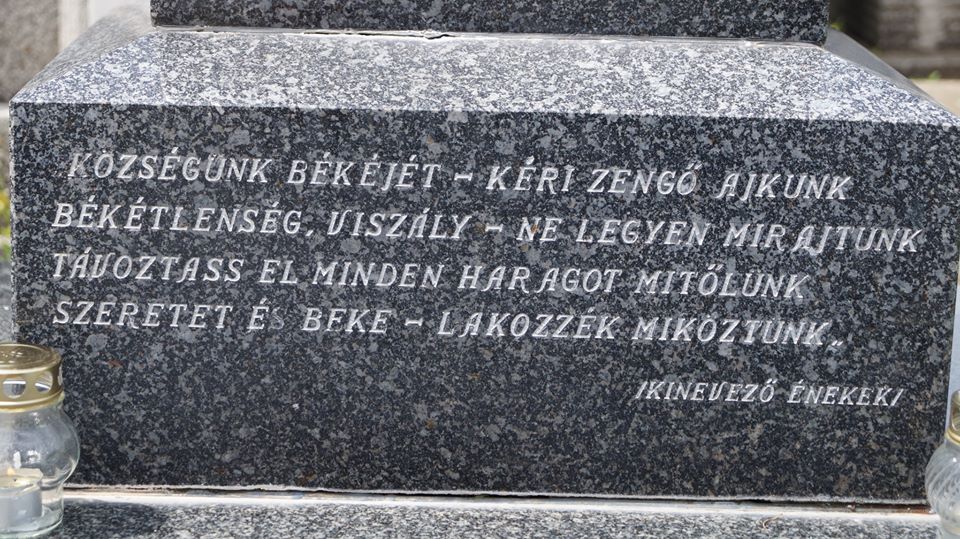 KÖZSÉGÜNK BÉKÉJÉT - KÉRI ZENGŐ AJKUNK
BÉKÉTLENSÉG, VISZÁLY - NE LEGYEN MIRAJTUNK
TÁVOZTASS EL MINDEN HARAGOT MITŐLUNK
SZERETET ÉS BEKE - LAKOZZÉK MIKÖZTÜNK„
/KINEVEZŐ ÉNEKEK/